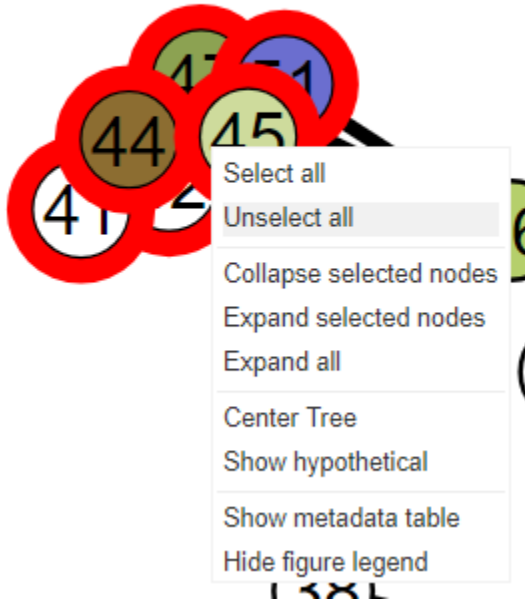 44
45
41
Select all
Unselect all
Collapse selected nodes
Expand selected nodes
Expand all
Center Tree
Show hypothetical
Show metadata table
Hide figure legend